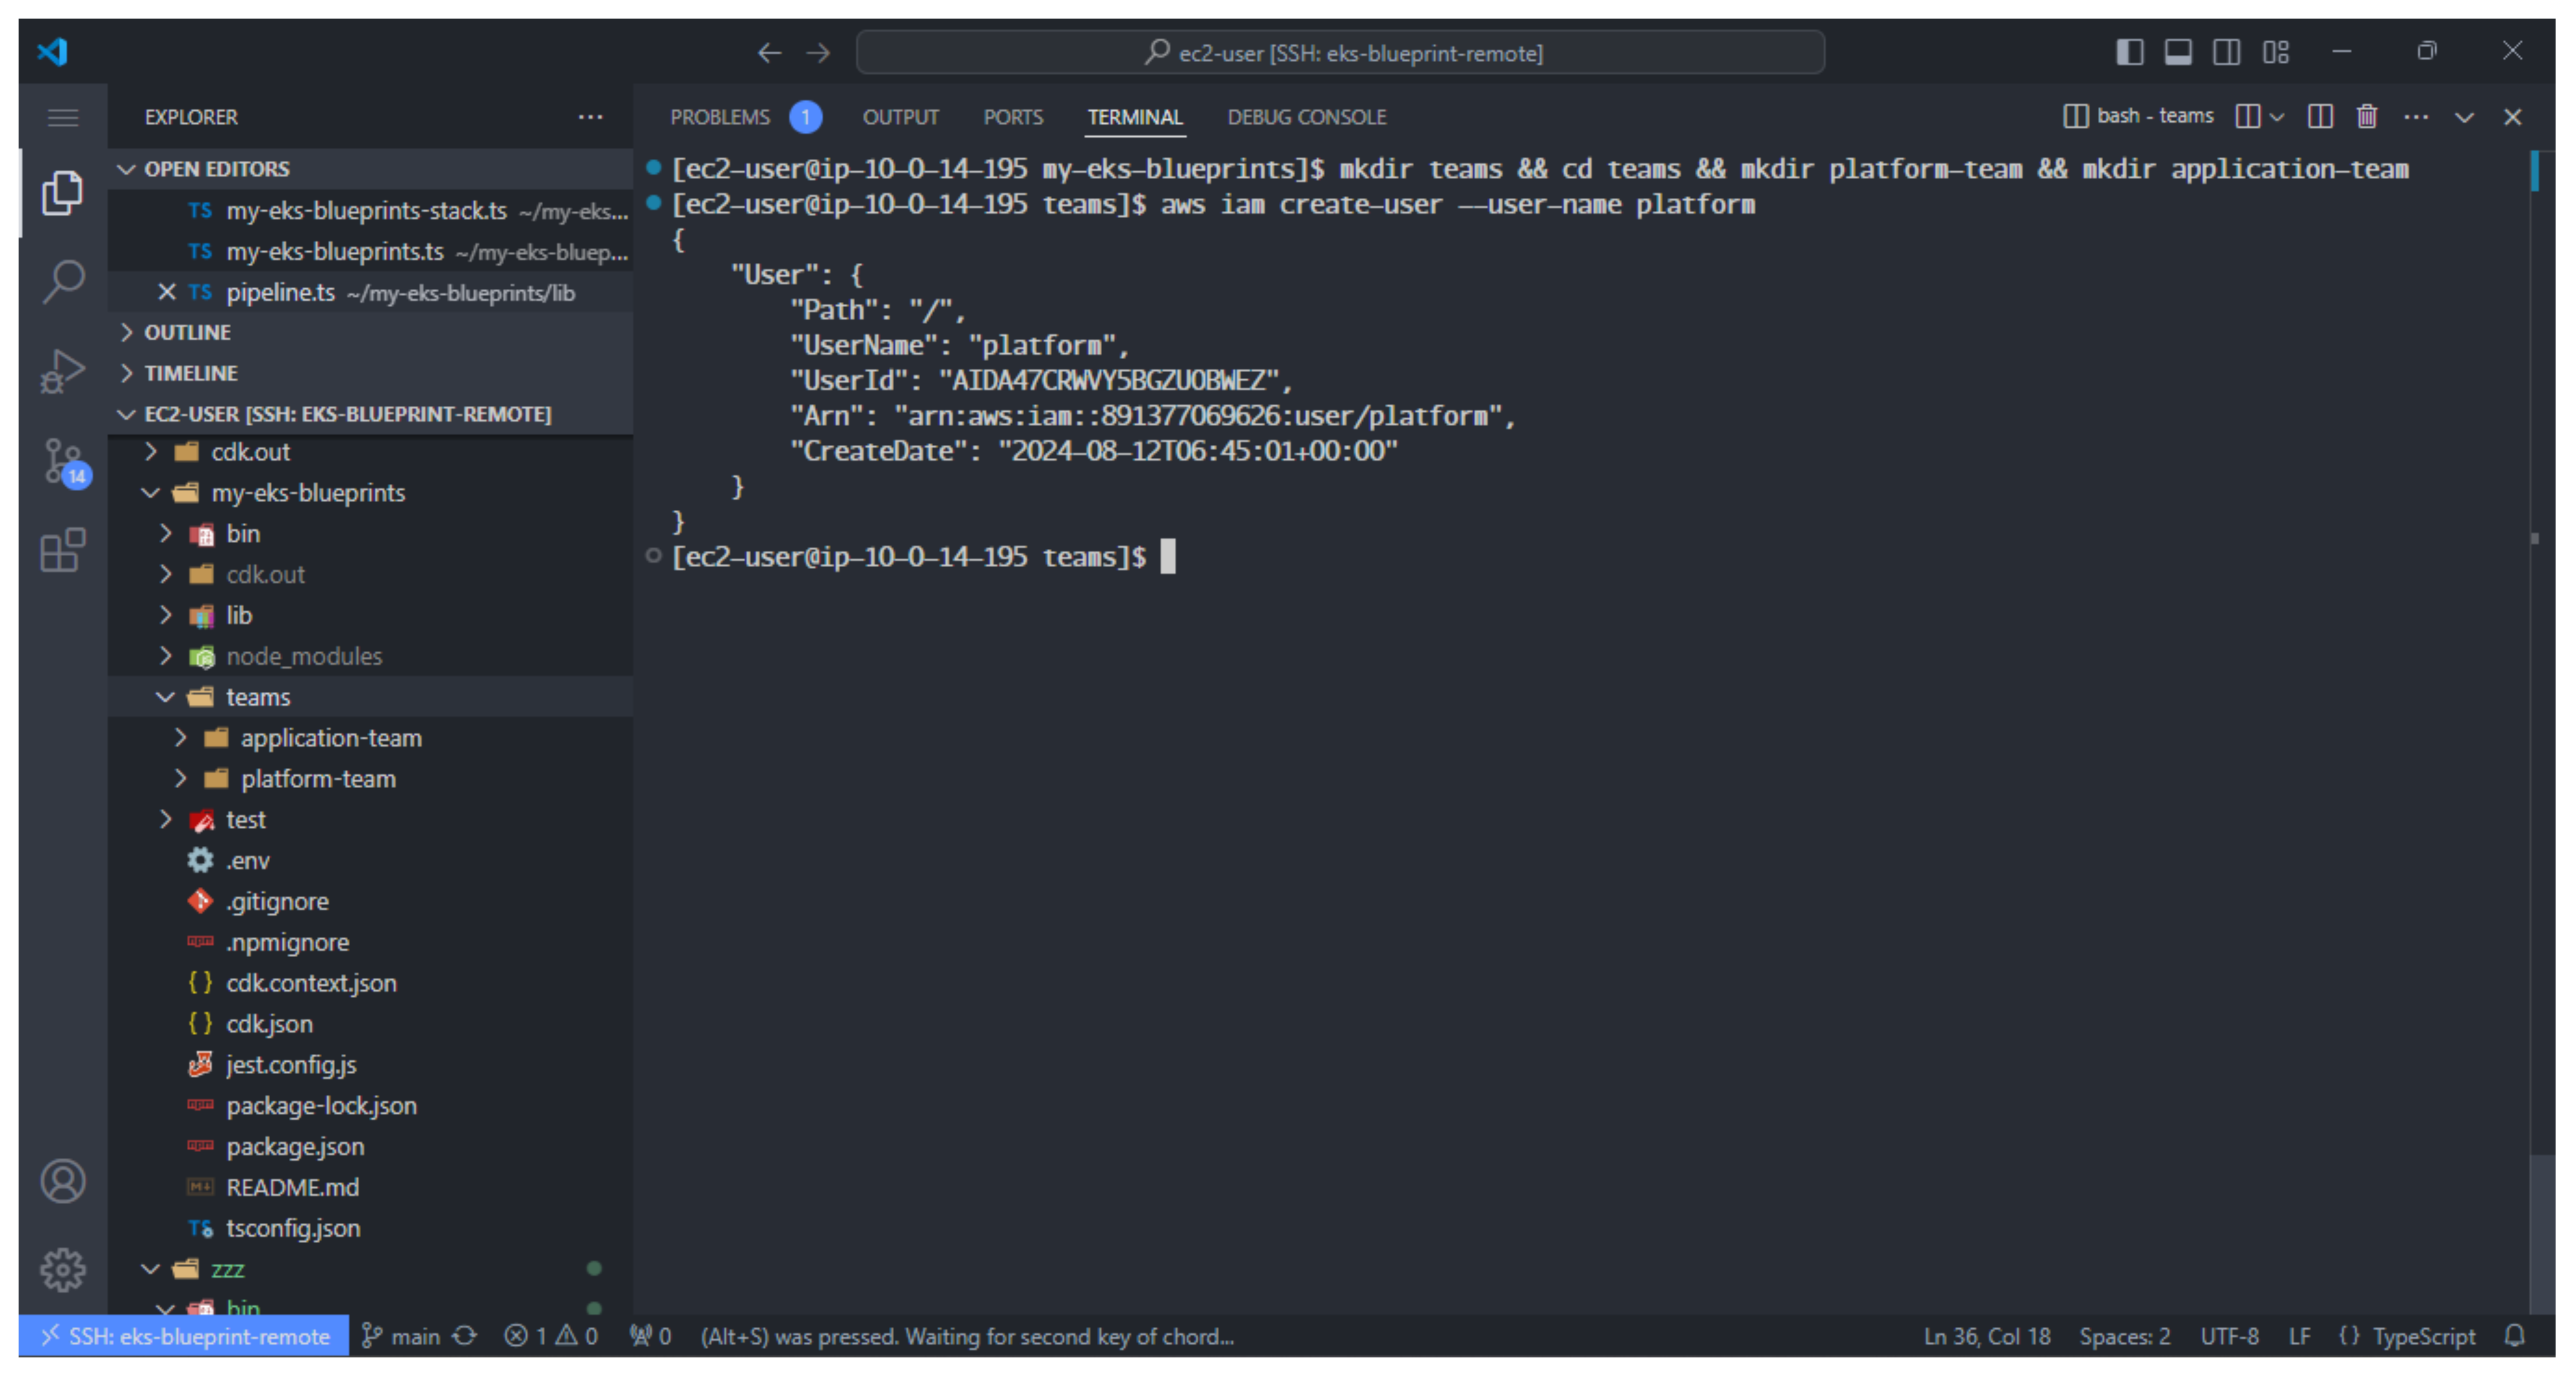 ec2-user [SSH: eks-blueprint-remote]
EXPLORER
OPEN EDITORS
TS my-eks-blueprints-stack.ts ~/my-eks...
TS my-eks-blueprints.ts ~/my-eks-bluep...
TS pipeline.ts ~/my-eks-blueprints/lib
OUTLINE
TIMELINE
EC2-USER [SSH: EKS-BLUEPRINT-REMOTE]
cdk.out
my-eks-blueprints
bin
cdk.out
lib
node_modules
teams
application-team
platform-team
test
.env
.gitignore
.npmignore
{ } cdk.context.json
{ } cdk.json
jest.config.js
package-lock.json
package.json
README.md
TS tsconfig.json
zzz
bin
14
PROBLEMS 1 OUTPUT PORTS TERMINAL DEBUG CONSOLE
bash - teams
[ec2-user@ip-10-0-14-195 my-eks-blueprints]$ mkdir teams && cd teams && mkdir platform-team && mkdir application-team
[ec2-user@ip-10-0-14-195 teams]$ aws iam create-user --user-name platform
{
"User": {
"Path": "/",
"UserName": "platform",
"UserId": "AIDA47CRWVY5BGZUOBWEZ",
"Arn": "arn:aws:iam::891377069626:user/platform",
"CreateDate": "2024-08-12T06:45:01+00:00"
}
}
[ec2-user@ip-10-0-14-195 teams]$
SSH: eks-blueprint-remote main 1 0 0 (Alt+S) was pressed. Waiting for second key of chord... Ln 36, Col 18 Spaces: 2 UTF-8 LF {} TypeScript